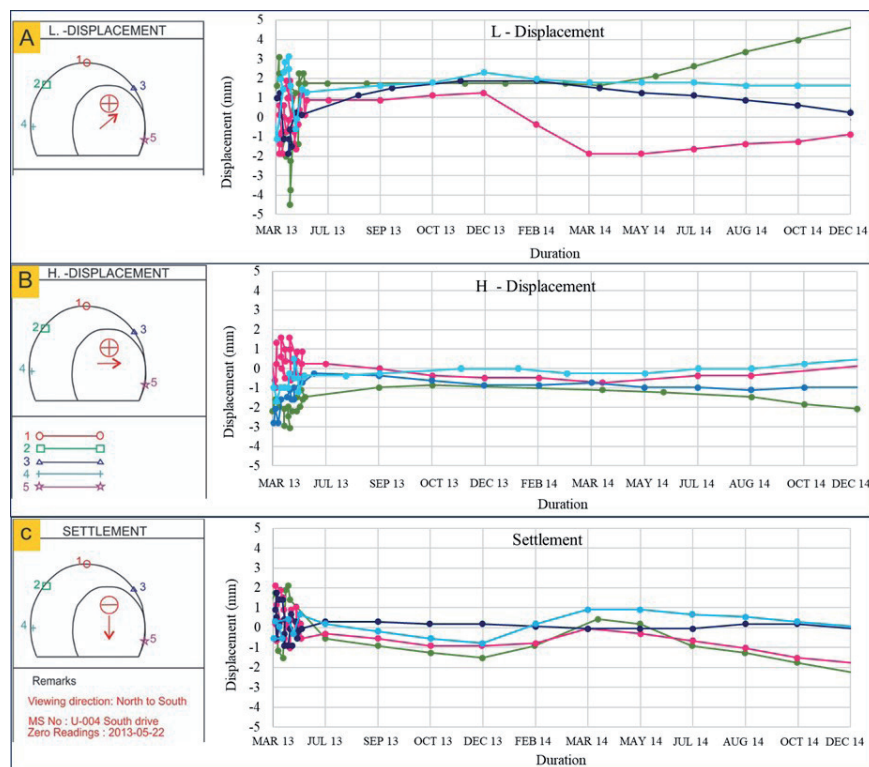 A
L. -DISPLACEMENT
1
2
3
4
5
L - Displacement
Displacement (mm)
5
4
3
2
1
0
-1
-2
-3
-4
-5
MAR 13 JUL 13 SEP 13 OCT 13 DEC 13 FEB 14 MAR 14 MAY 14 JUL 14 AUG 14 OCT 14 DEC 14
Duration
B
H. -DISPLACEMENT
1
2
3
4
5
1
2
3
4
5
H - Displacement
Displacement (mm)
5
4
3
2
1
0
-1
-2
-3
-4
-5
MAR 13 JUL 13 SEP 13 OCT 13 DEC 13 FEB 14 MAR 14 MAY 14 JUL 14 AUG 14 OCT 14 DEC 14
Duration
c
SETTLEMENT
1
2
3
4
5
Remarks
Viewing direction: North to South
MS No : U-004 South drive
Zero Readings : 2013-05-22
Settlement
Displacement (mm)
5
4
3
2
1
0
-1
-2
-3
-4
-5
MAR 13 JUL 13 SEP 13 OCT 13 DEC 13 FEB 14 MAR 14 MAY 14 JUL 14 AUG 14 OCT 14 DEC 14
Duration